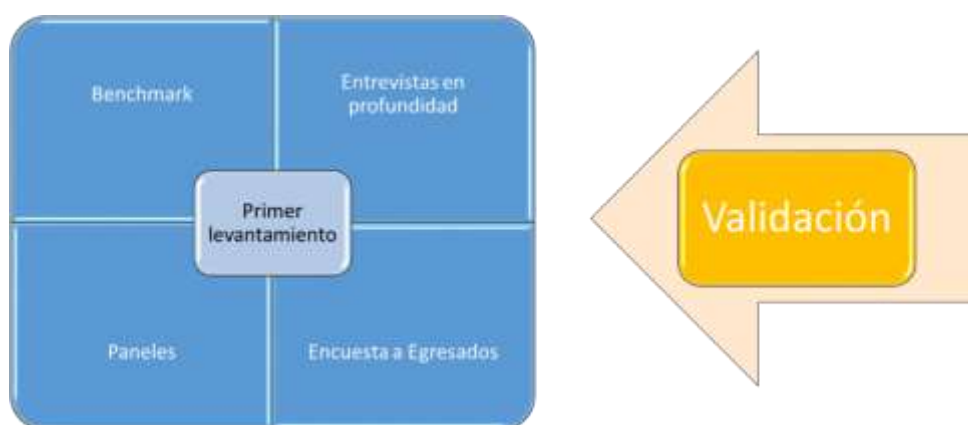 Benchmark
Entrevistas en
profundidad
Primer
levantamiento
Paneles
Encuesta a Egresados
Validación